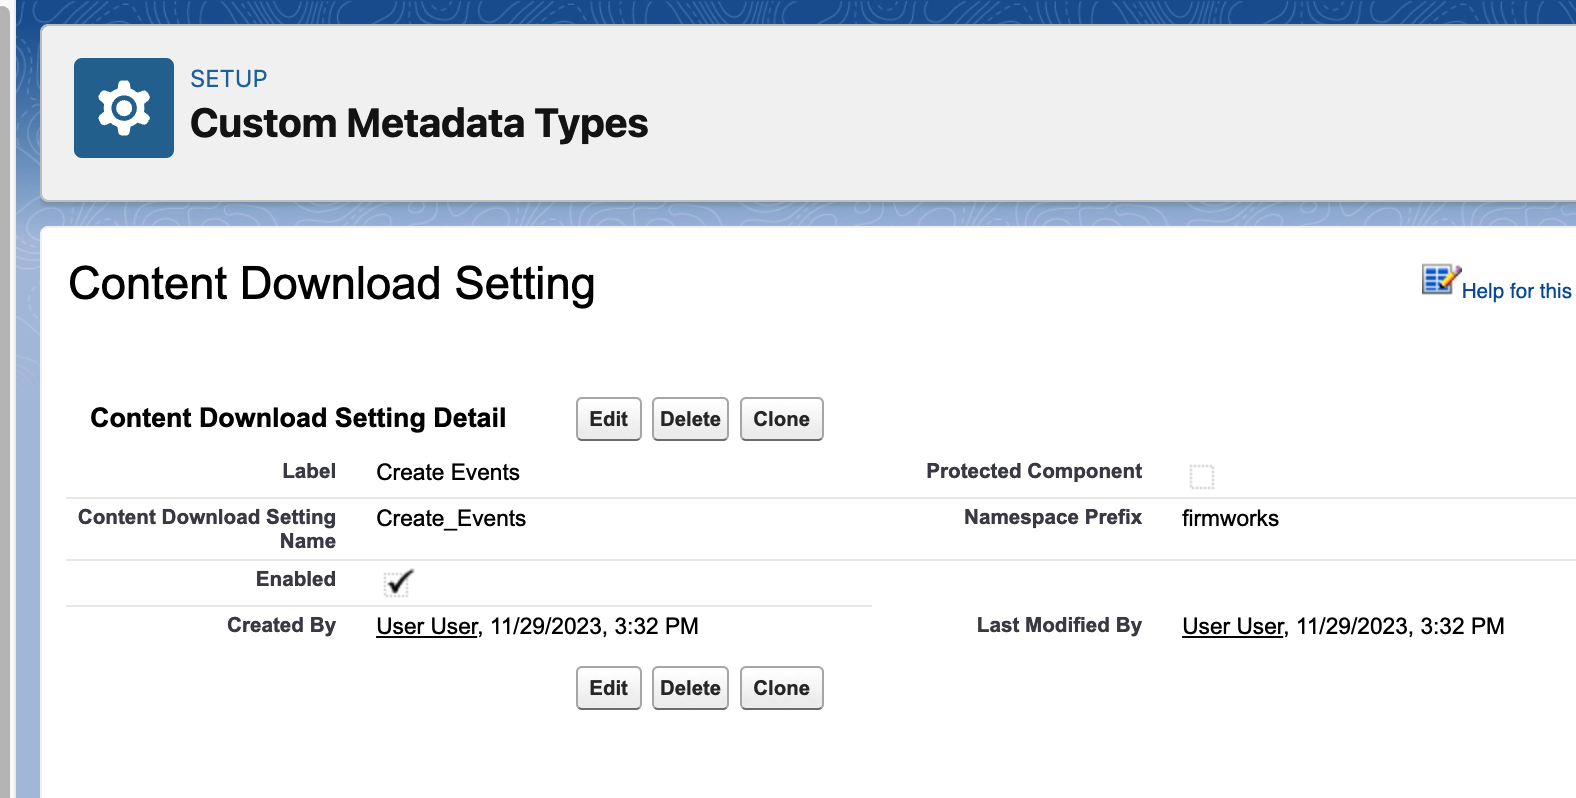 SETUP
Custom Metadata Types
Content Download Setting
Help for this
Content Download Setting Detail
Edit Delete Clone
Label Create Events Protected Component
Content Download Setting Name Create_Events Namespace Prefix firmworks
Enabled
Created By User User, 11/29/2023, 3:32 PM Last Modified By User User, 11/29/2023, 3:32 PM
Edit Delete Clone